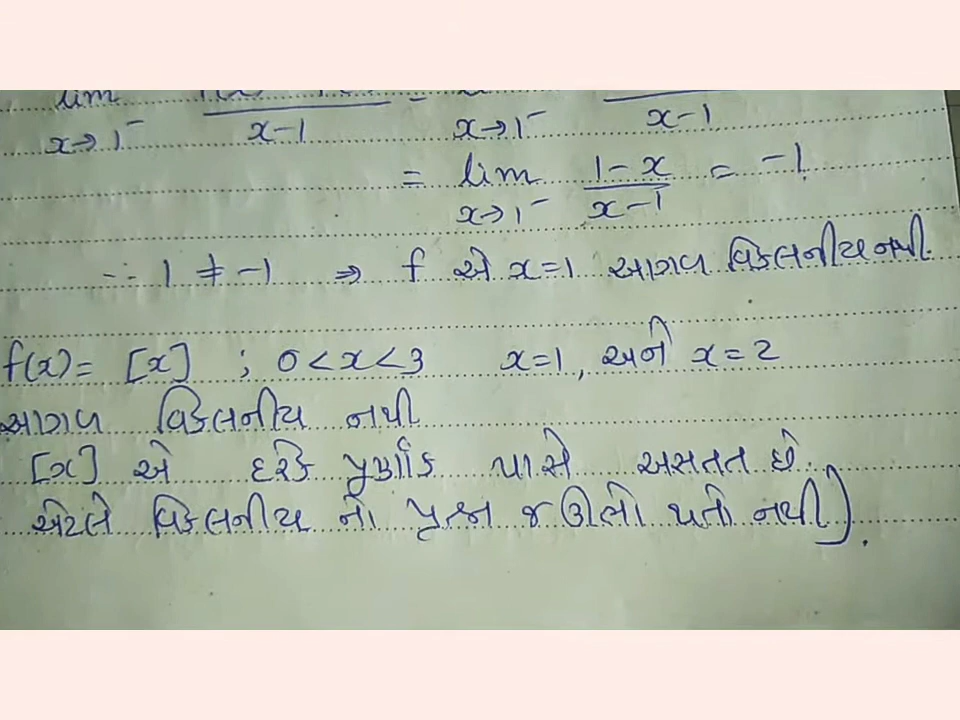 lim x→1⁻ x-1 = lim x→1⁻ x-1
= lim x→1⁻ 1-x / x-1 = -1
∴ 1 ≠ -1 ⇒ f એ x=1 આગળ વિકલનીય નથી.
f(x) = [x] ; 0<x<3 x=1, અને x=2
આગળ વિકલનીય નથી
[x] એ દરેક પૂર્ણાંક પાસે અસતત છે.
એટલે વિકલનીય નો પ્રશ્ન જ ઊભો થતો નથી).